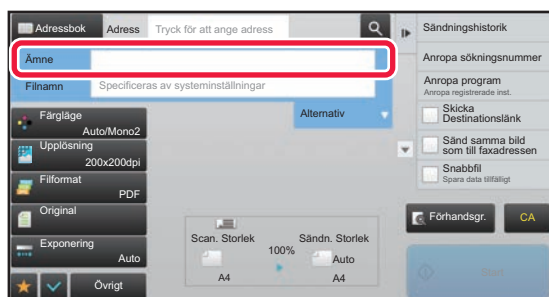 Adressbok
Adress
Tryck för att ange adress
Ämne
Filnamn
Specificeras av systeminställningar
Färgläge
Auto/Mono2
Upplösning
200x200dpi
Filformat
PDF
Original
Exponering
Auto
Övrigt
Alternativ
Scan. Storlek
A4
100%
Sändn. Storlek
Auto
A4
Sändningshistorik
Anropa sökningsnummer
Anropa program
Anropa registrerade inst.
Skicka
Destinationslänk
Sänd samma bild
som till faxadressen
Snabbfil
Spara data tillfälligt
Förhandsgr.
CA
Start